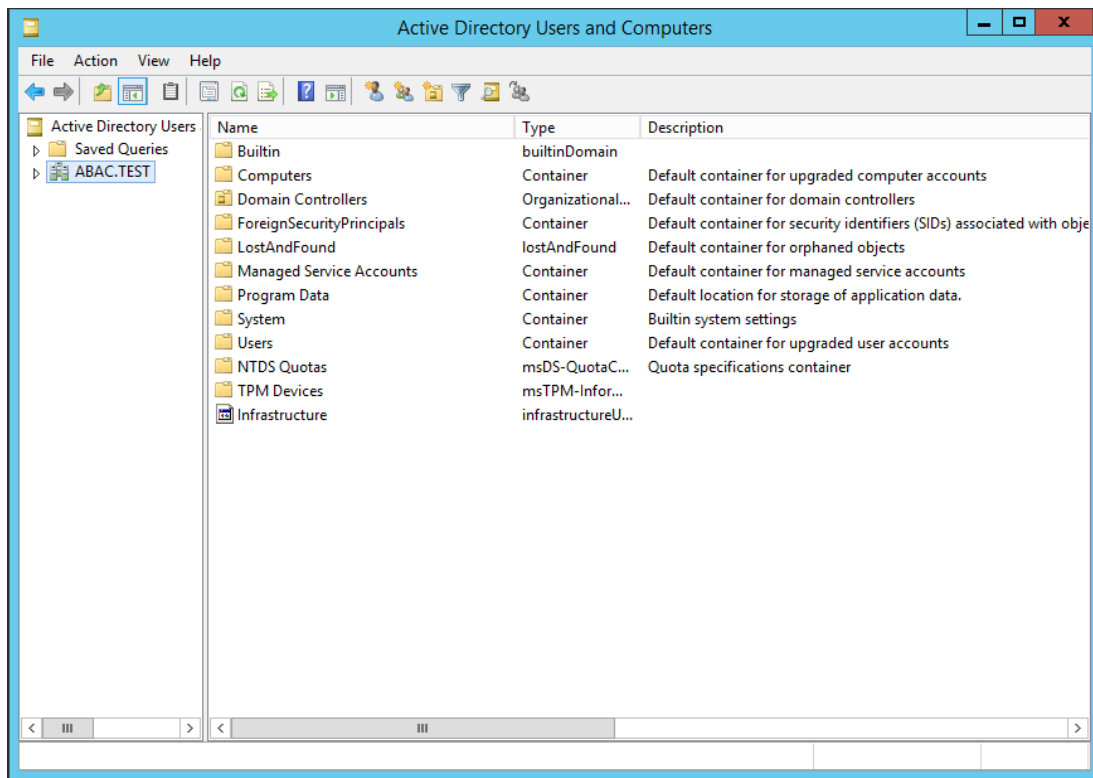 Active Directory Users and Computers
File Action View Help
Active Directory Users
Saved Queries
ABAC.TEST
Name Type Description
Builtin builtinDomain
Computers Container Default container for upgraded computer accounts
Domain Controllers Organizational... Default container for domain controllers
ForeignSecurityPrincipals Container Default container for security identifiers (SIDs) associated with obje
LostAndFound lostAndFound Default container for orphaned objects
Managed Service Accounts Container Default container for managed service accounts
Program Data Container Default location for storage of application data.
System Container Builtin system settings
Users Container Default container for upgraded user accounts
NTDS Quotas msDS-QuotaC... Quota specifications container
TPM Devices msTPM-Infor...
Infrastructure infrastructureU...